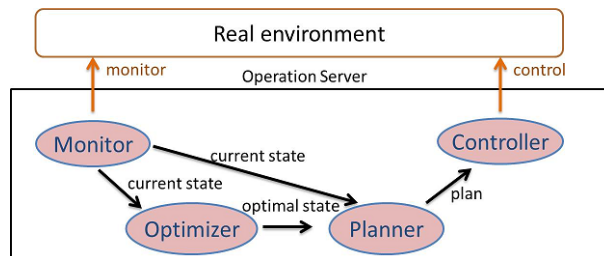 Real environment
monitor
control
Operation Server
Monitor
Controller
current state
current state
optimal state
plan
Optimizer
Planner